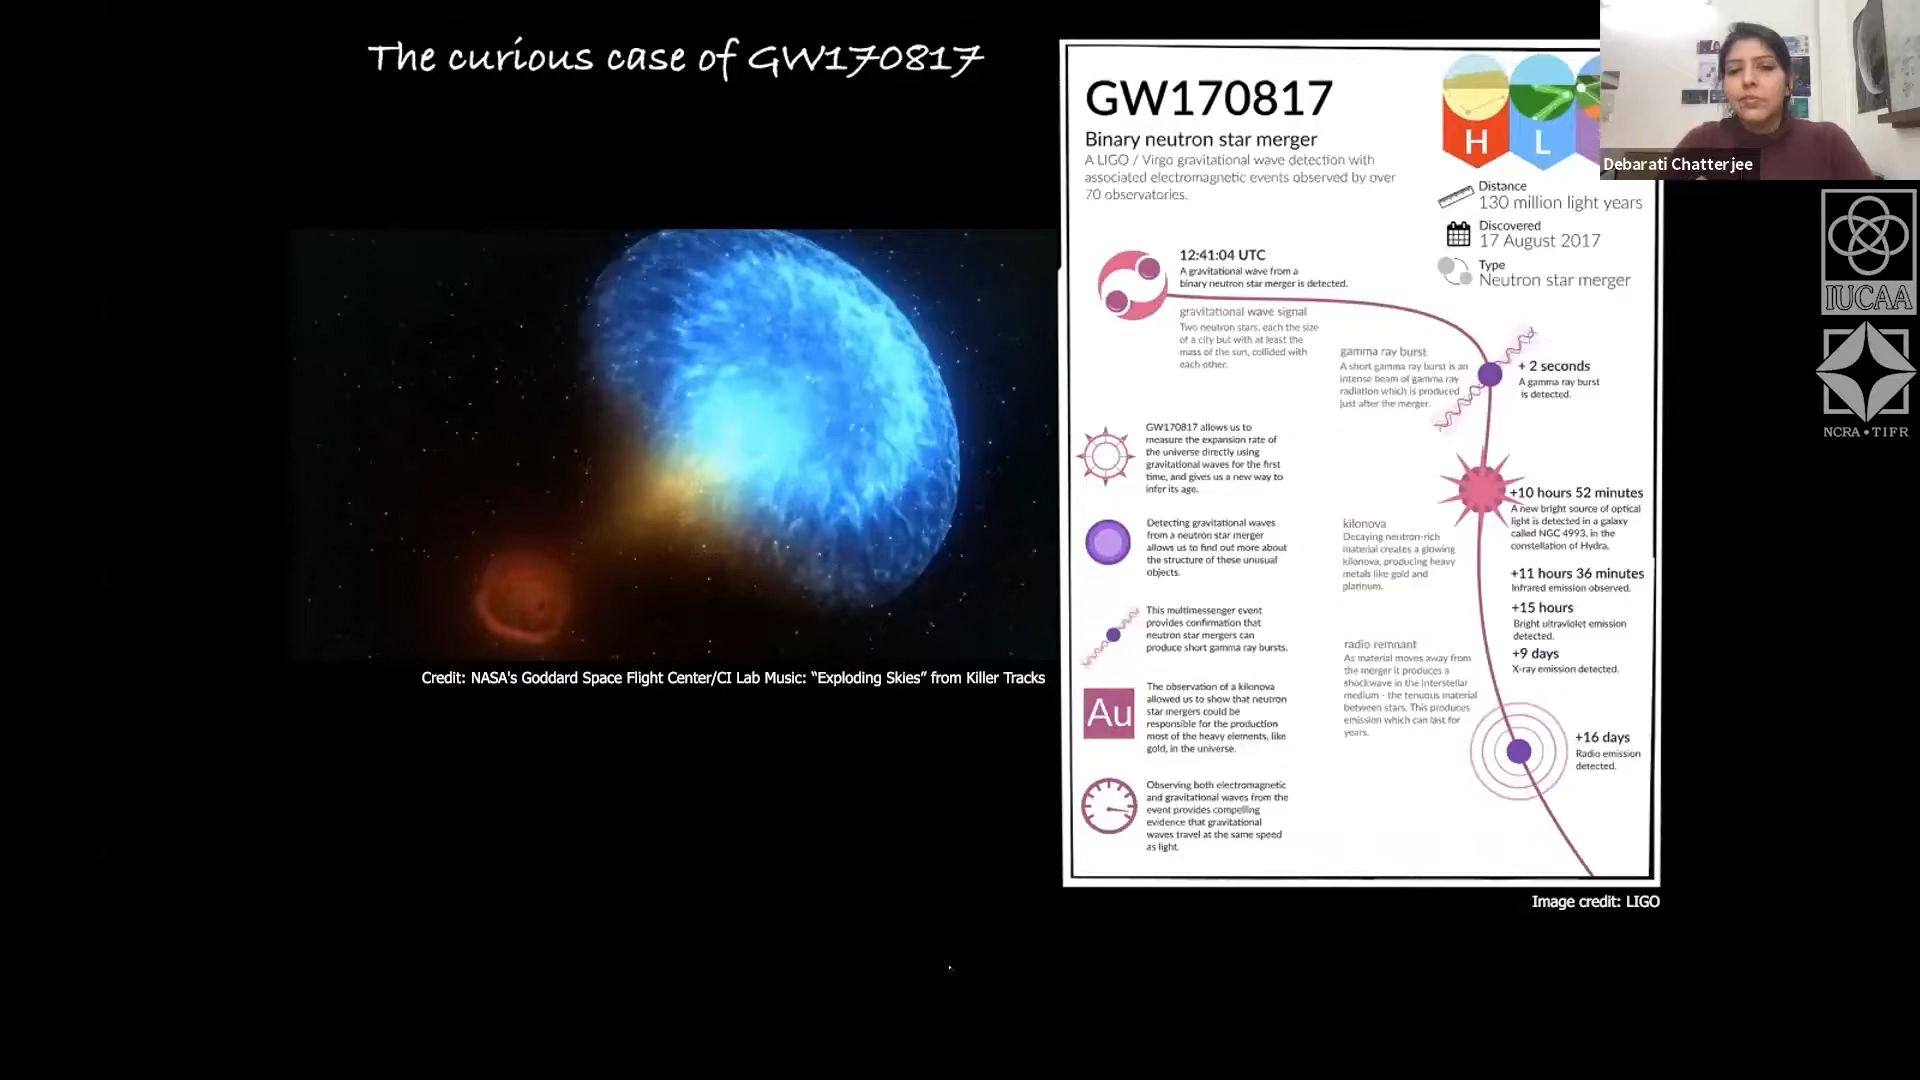 The curious case of GW170817
GW170817
Binary neutron star merger
A LIGO / Virgo gravitational wave detection with
associated electromagnetic events observed by over
70 observatories.
H
L
Distance
130 million light years
Discovered
17 August 2017
Type
Neutron star merger
12:41:04 UTC
A gravitational wave from a
binary neutron star merger is detected.
gravitational wave signal
Two neutron stars, each the size
of a city but with at least the
mass of the sun, collided with
each other.
gamma ray burst
A short gamma ray burst is an
intense beam of gamma ray
radiation which is produced
just after the merger.
+ 2 seconds
A gamma ray burst
is detected.
GW170817 allows us to
measure the expansion rate of
the universe directly using
gravitational waves for the first
time, and gives us a new way to
infer its age.
Detecting gravitational waves
from a neutron star merger
allows us to find out more about
the structure of these unusual
objects.
This multimessenger event
provides confirmation that
neutron star mergers can
produce short gamma ray bursts.
Au
The observation of a kilonova
allowed us to show that neutron
star mergers could be
responsible for the production
most of the heavy elements, like
gold, in the universe.
Observing both electromagnetic
and gravitational waves from the
event provides compelling
evidence that gravitational
waves travel at the same speed
as light.
kilonova
Decaying neutron-rich
material creates a glowing
kilonova, producing heavy
metals like gold and
platinum.
radio remnant
As material moves away from
the merger it produces a
shockwave in the interstellar
medium - the tenuous material
between stars. This produces
emission which can last for
years.
+10 hours 52 minutes
A new bright source of optical
light is detected in a galaxy
called NGC 4993, in the
constellation of Hydra.
+11 hours 36 minutes
Infrared emission observed.
+15 hours
Bright ultraviolet emission
detected.
+9 days
X-ray emission detected.
+16 days
Radio emission
detected.
Credit: NASA's Goddard Space Flight Center/CI Lab Music: “Exploding Skies” from Killer Tracks
Image credit: LIGO
Debarati Chatterjee
IUCAA
NCRA • TIFR